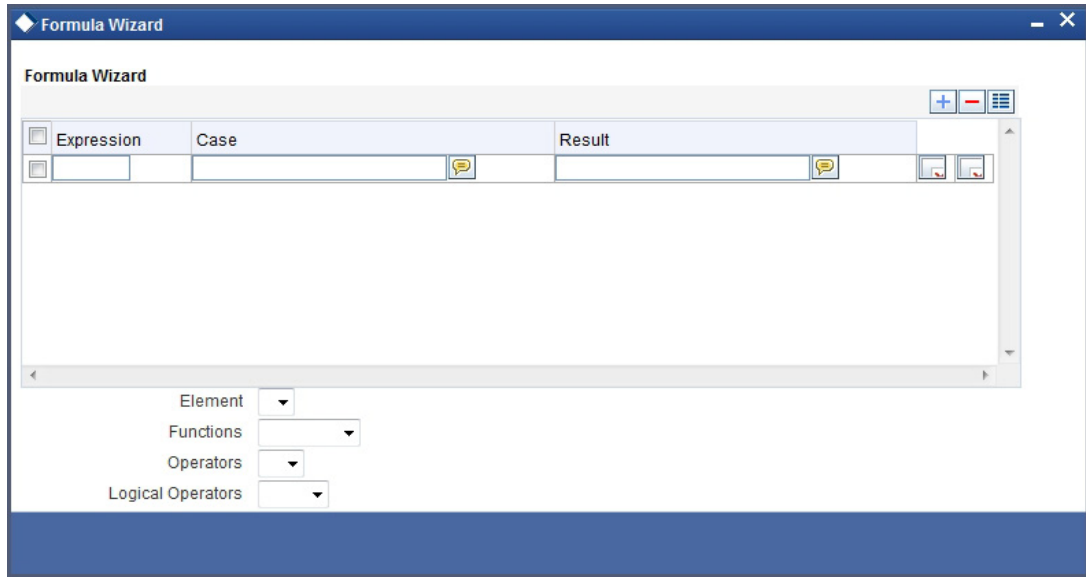 Formula Wizard
Formula Wizard
Expression Case Result
Element
Functions
Operators
Logical Operators